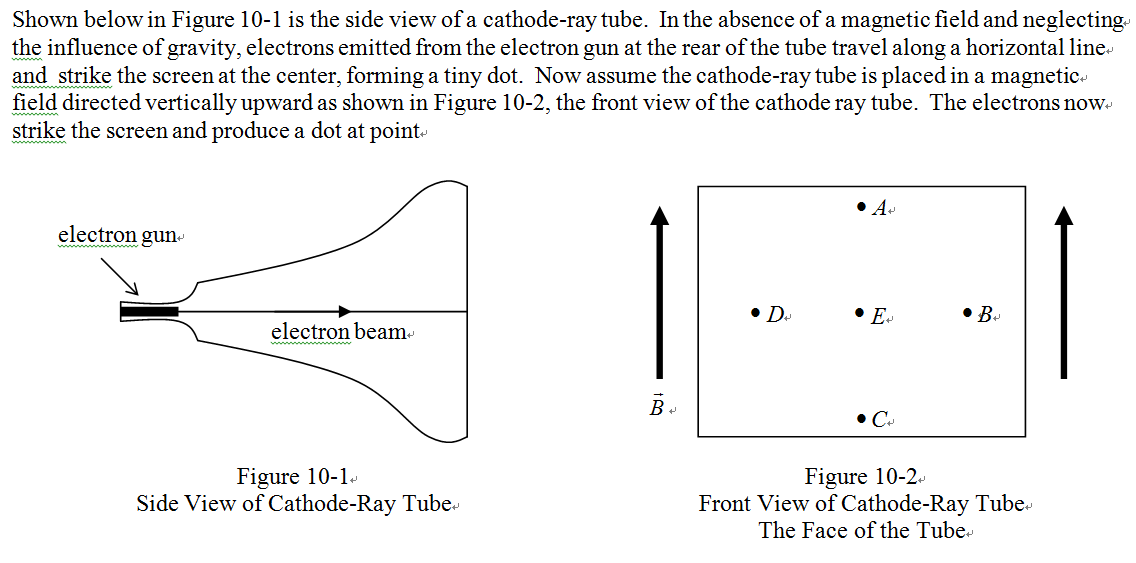 Shown below in Figure 10-1 is the side view of a cathode-ray tube.  In the absence of a magnetic field and neglecting
the influence of gravity, electrons emitted from the electron gun at the rear of the tube travel along a horizontal line
and  strike the screen at the center, forming a tiny dot.  Now assume the cathode-ray tube is placed in a magnetic
field directed vertically upward as shown in Figure 10-2, the front view of the cathode ray tube.  The electrons now
strike the screen and produce a dot at point
electron gun
electron beam
Figure 10-1
Side View of Cathode-Ray Tube
A
D
E
B
C
B⃗
Figure 10-2
Front View of Cathode-Ray Tube
The Face of the Tube